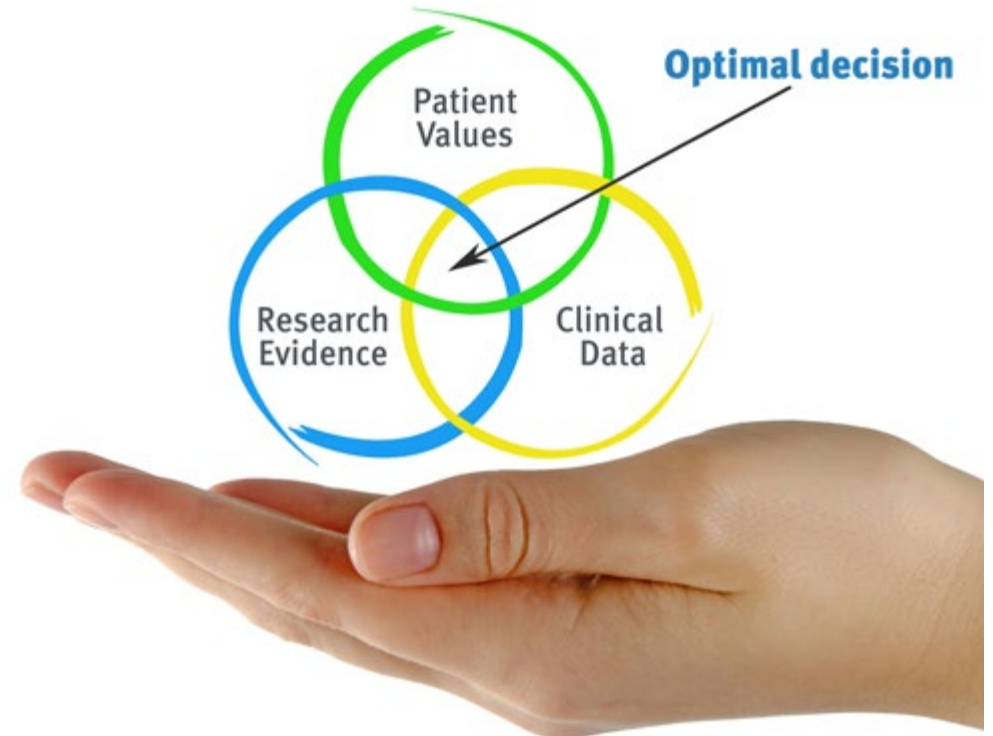 Optimal decision
Patient
Values
Research
Evidence
Clinical
Data